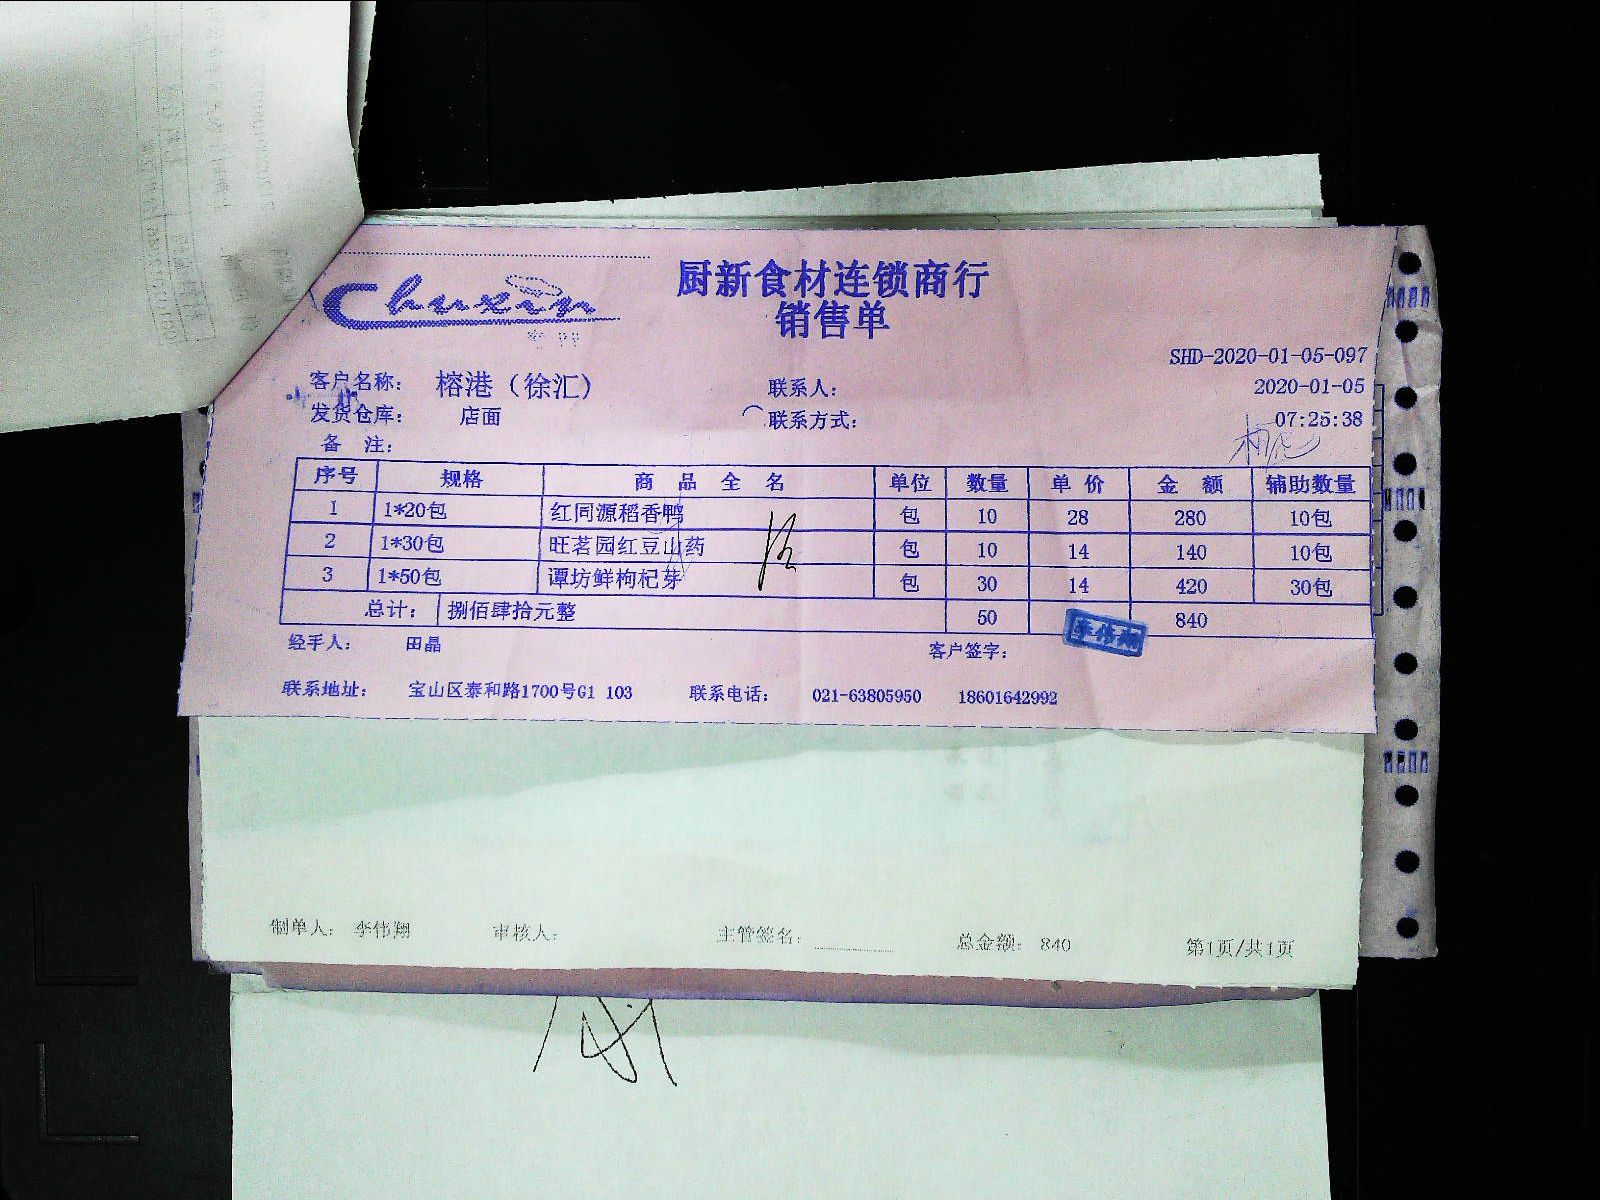 Chuxin
厨新食材连锁商行
销售单
SHD-2020-01-05-097
客户名称： 榕港（徐汇） 联系人： 2020-01-05
发货仓库： 店面 联系方式： 07:25:38
备 注：
序号 规格 商 品 全 名 单位 数量 单 价 金 额 辅助数量
1 1*20包 红同源稻香鸭 包 10 28 280 10包
2 1*30包 旺茗园红豆山药 包 10 14 140 10包
3 1*50包 谭坊鲜枸杞芽 包 30 14 420 30包
总计： 捌佰肆拾元整 50 840
经手人： 田晶 客户签字：
联系地址： 宝山区泰和路1700号G1 103 联系电话： 021-63805950 18601642992
制单人： 李伟翔 审核人： 主管签名： 总金额： 840 第1页/共1页